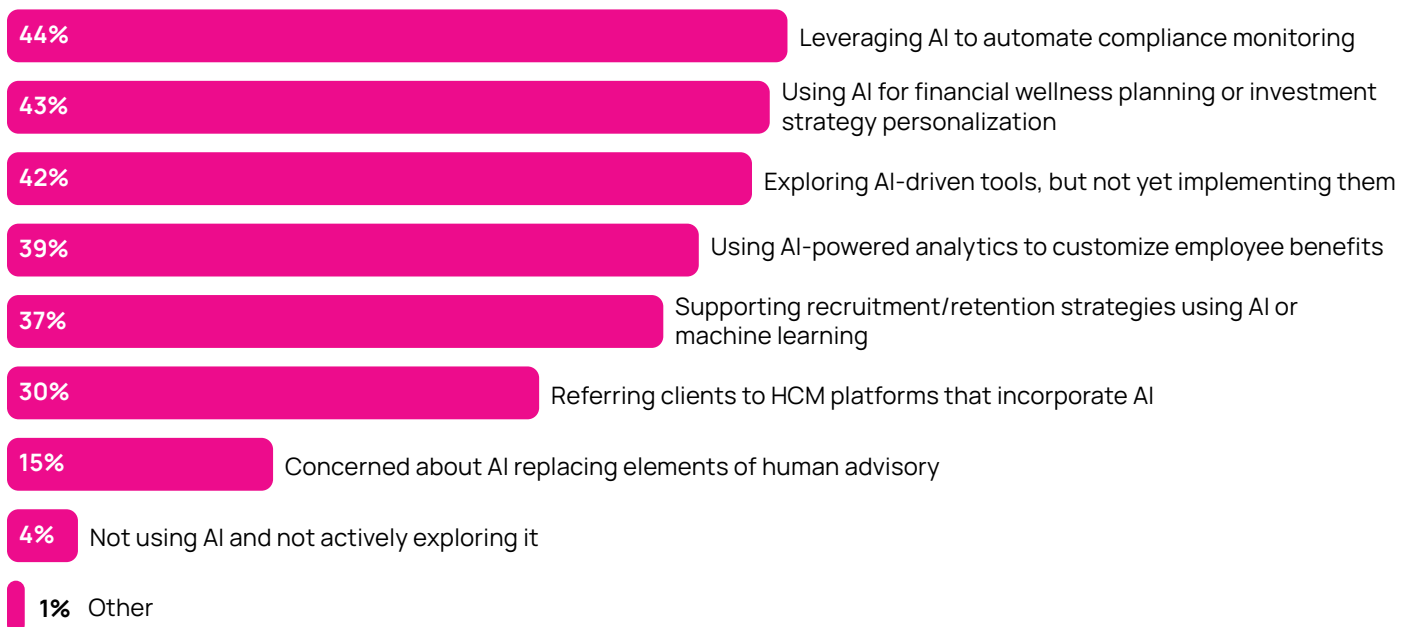 44%
Leveraging AI to automate compliance monitoring
43%
Using AI for financial wellness planning or investment
strategy personalization
42%
Exploring AI-driven tools, but not yet implementing them
39%
Using AI-powered analytics to customize employee benefits
37%
Supporting recruitment/retention strategies using AI or
machine learning
30%
Referring clients to HCM platforms that incorporate AI
15%
Concerned about AI replacing elements of human advisory
4%
Not using AI and not actively exploring it
1% Other